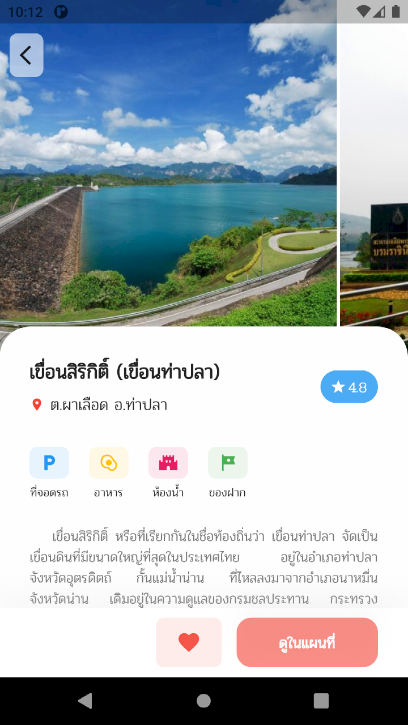 10:12
เขื่อนสิริกิติ์ (เขื่อนท่าปลา)
4.8
ต.ผาเลือด อ.ท่าปลา
P
ที่จอดรถ
อาหาร
ห้องน้ำ
ของฝาก
เขื่อนสิริกิติ์ หรือที่เรียกกันในชื่อท้องถิ่นว่า เขื่อนท่าปลา จัดเป็น
เขื่อนดินที่มีขนาดใหญ่ที่สุดในประเทศไทย อยู่ในอำเภอท่าปลา
จังหวัดอุตรดิตถ์ กั้นแม่น้ำน่าน ที่ไหลลงมาจากอำเภอนาหมื่น
จังหวัดน่าน เดิมอยู่ในความดูแลของกรมชลประทาน กระทรวง
ดูในแผนที่